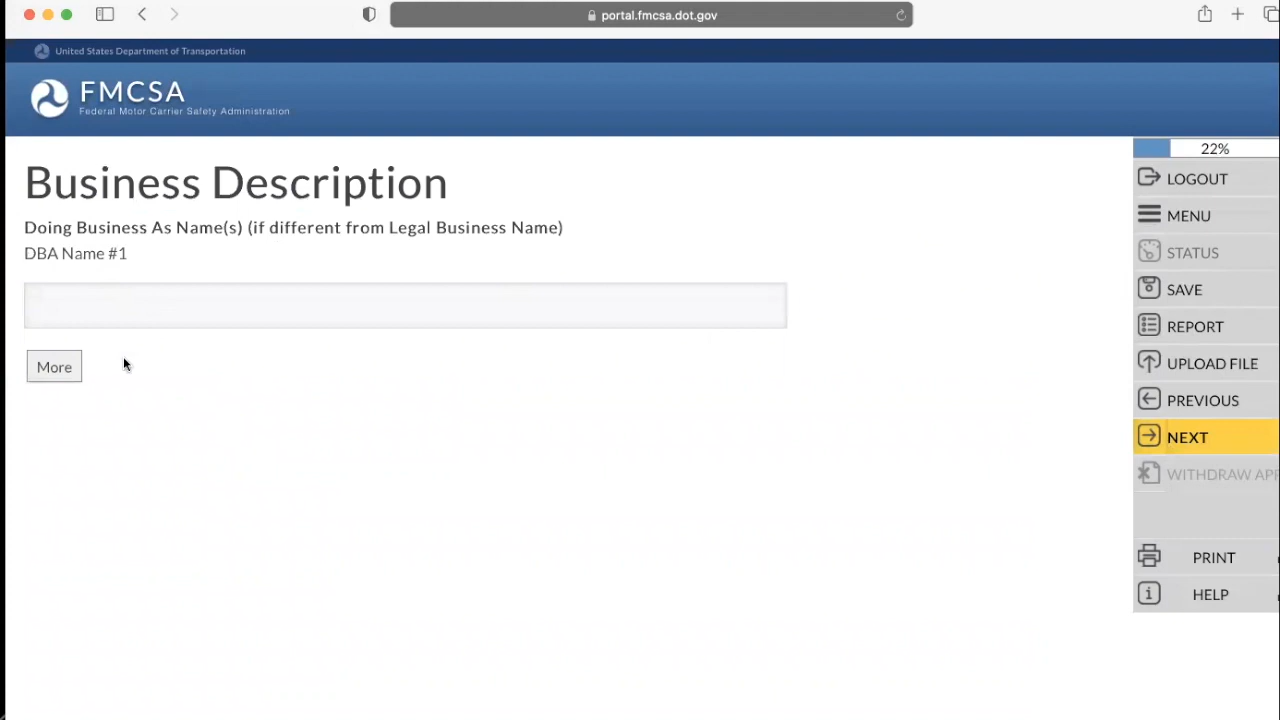 portal.fmcsa.dot.gov
United States Department of Transportation
FMCSA
Federal Motor Carrier Safety Administration
22%
Business Description
LOGOUT
MENU
Doing Business As Name(s) (if different from Legal Business Name)
DBA Name #1
STATUS
SAVE
REPORT
More
UPLOAD FILE
PREVIOUS
NEXT
WITHDRAW APP
PRINT
HELP